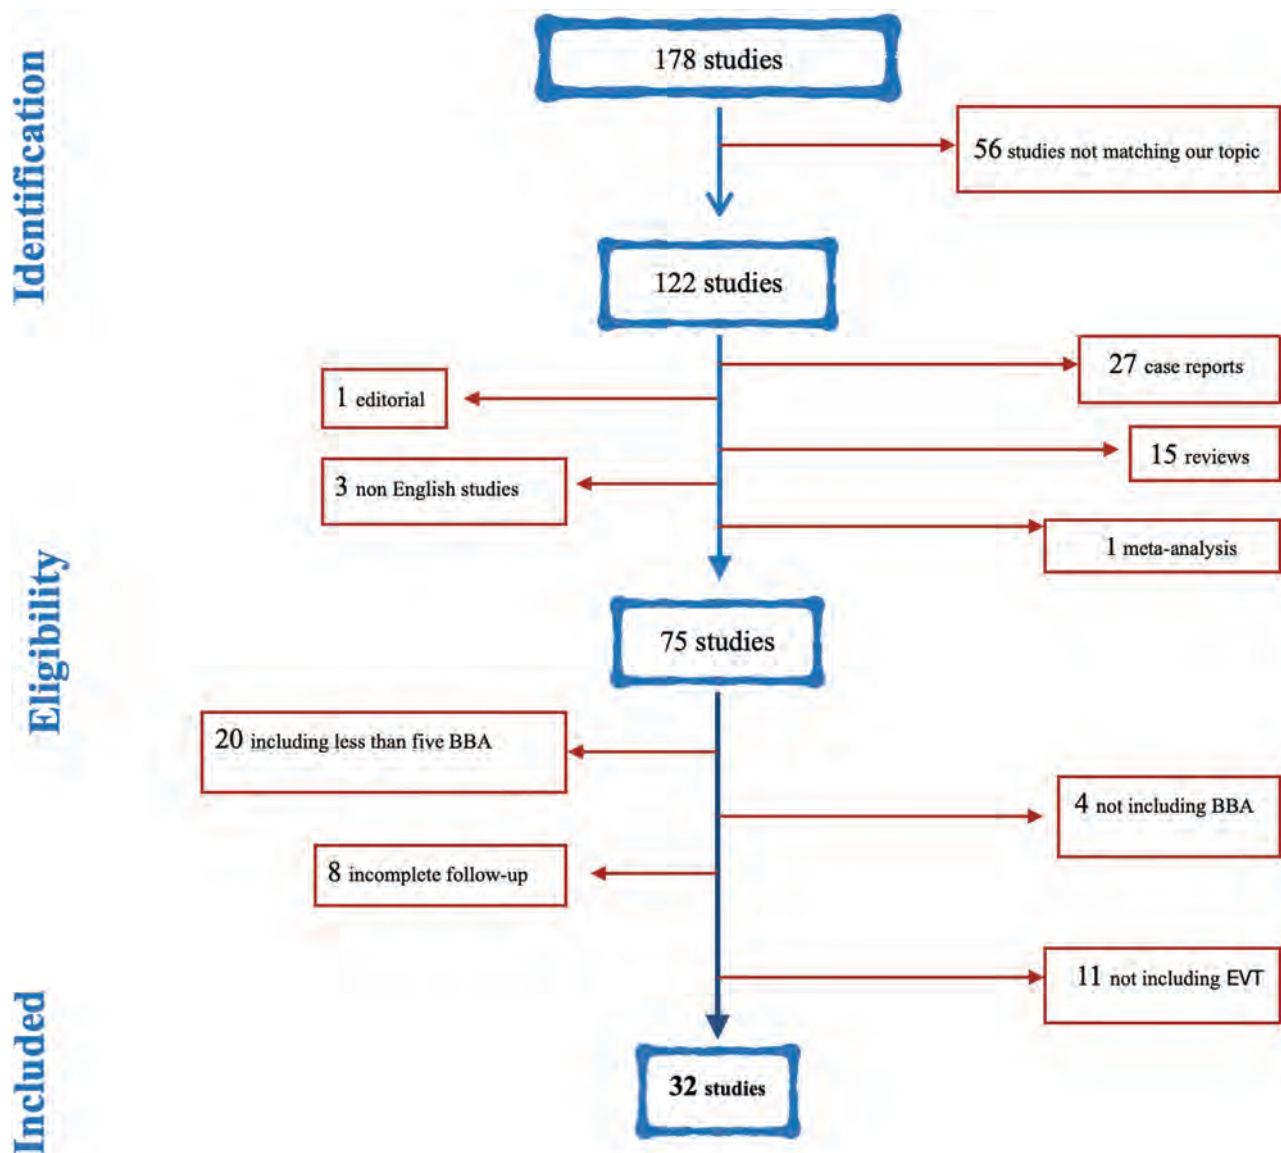 Identification
178 studies
56 studies not matching our topic
122 studies
27 case reports
1 editorial
15 reviews
3 non English studies
1 meta-analysis
Eligibility
75 studies
20 including less than five BBA
4 not including BBA
8 incomplete follow-up
11 not including EVT
Included
32 studies